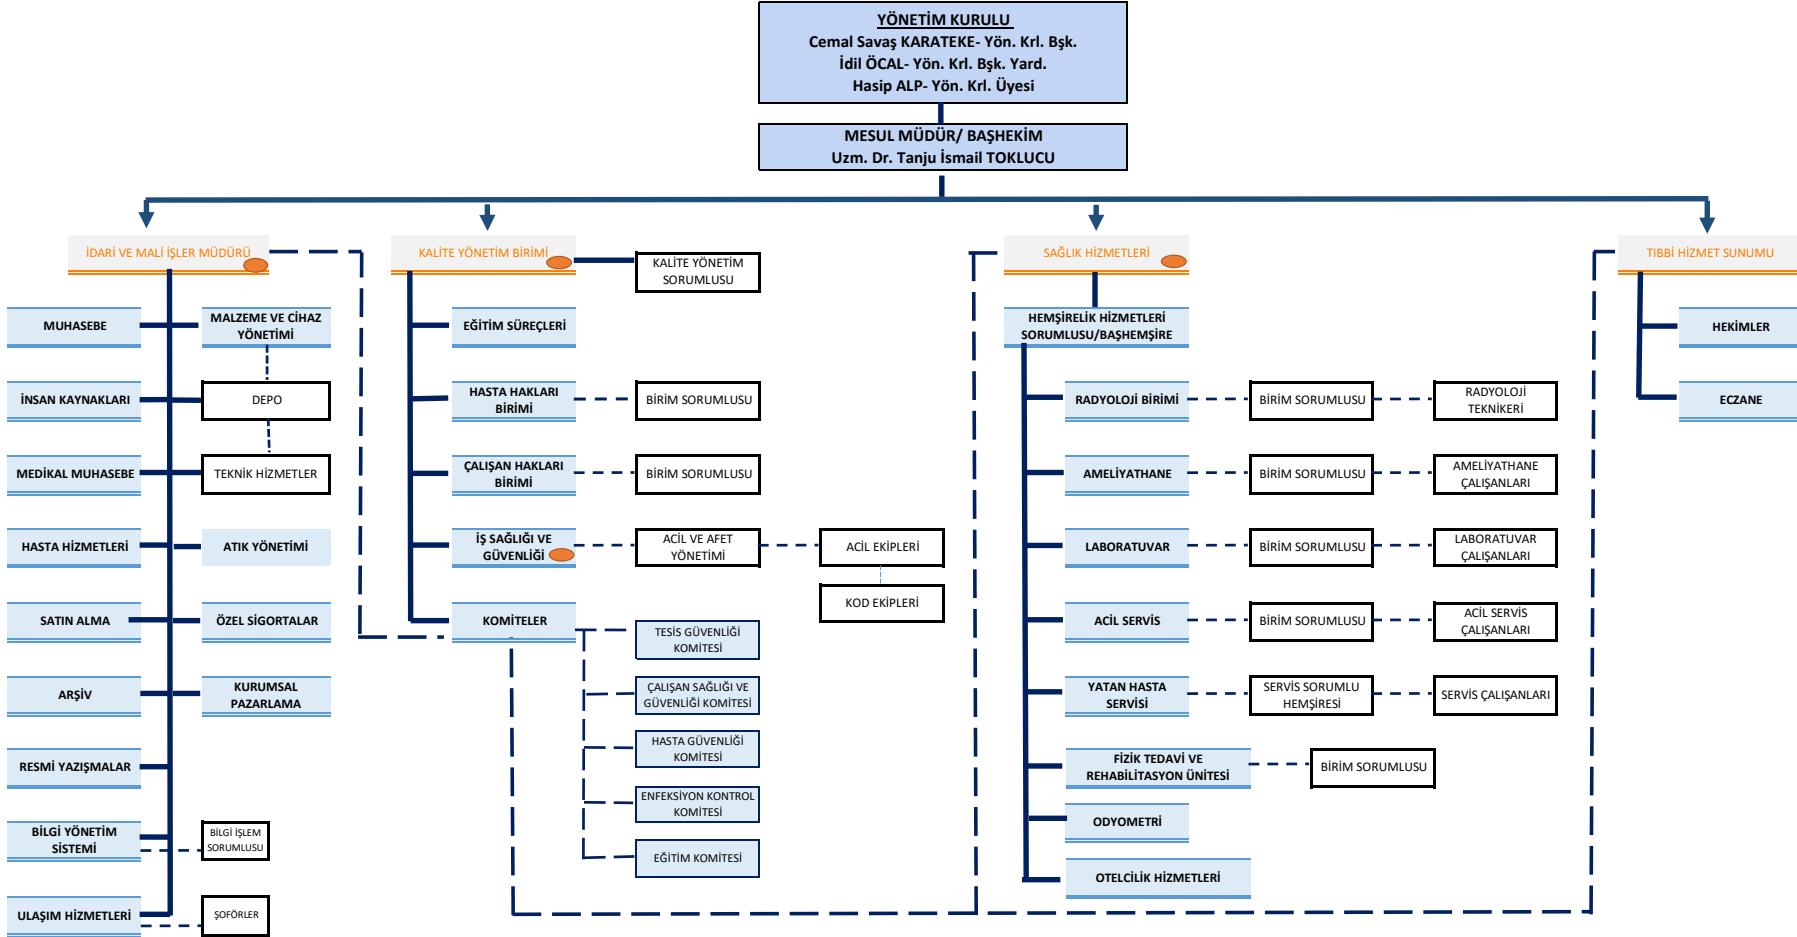 YÖNETİM KURULU
Cemal Savaş KARATEKE- Yön. Krl. Bşk.
İdil ÖCAL- Yön. Krl. Bşk. Yard.
Hasip ALP- Yön. Krl. Üyesi
MESUL MÜDÜR/ BAŞHEKİM
Uzm. Dr. Tanju İsmail TOKLUCU
İDARİ VE MALİ İŞLER MÜDÜRÜ
MUHASEBE
MALZEME VE CİHAZ
YÖNETİMİ
İNSAN KAYNAKLARI
DEPO
MEDİKAL MUHASEBE
TEKNİK HİZMETLER
HASTA HİZMETLERİ
ATIK YÖNETİMİ
SATIN ALMA
ÖZEL SİGORTALAR
ARŞİV
KURUMSAL
PAZARLAMA
RESMİ YAZIŞMALAR
BİLGİ YÖNETİM
SİSTEMİ
BİLGİ İŞLEM
SORUMLUSU
ULAŞIM HİZMETLERİ
ŞOFÖRLER
KALİTE YÖNETİM BİRİMİ
KALİTE YÖNETİM
SORUMLUSU
EĞİTİM SÜREÇLERİ
HASTA HAKLARI
BİRİMİ
BİRİM SORUMLUSU
ÇALIŞAN HAKLARI
BİRİMİ
BİRİM SORUMLUSU
İŞ SAĞLIĞI VE
GÜVENLİĞİ
ACİL VE AFET
YÖNETİMİ
ACİL EKİPLERİ
KOD EKİPLERİ
KOMİTELER
TESİS GÜVENLİĞİ
KOMİTESİ
ÇALIŞAN SAĞLIĞI VE
GÜVENLİĞİ KOMİTESİ
HASTA GÜVENLİĞİ
KOMİTESİ
ENFEKSİYON KONTROL
KOMİTESİ
EĞİTİM KOMİTESİ
SAĞLIK HİZMETLERİ
HEMŞİRELİK HİZMETLERİ
SORUMLUSU/BAŞHEMŞİRE
RADYOLOJİ BİRİMİ
BİRİM SORUMLUSU
RADYOLOJİ
TEKNİKERİ
AMELİYATHANE
BİRİM SORUMLUSU
AMELİYATHANE
ÇALIŞANLARI
LABORATUVAR
BİRİM SORUMLUSU
LABORATUVAR
ÇALIŞANLARI
ACİL SERVİS
BİRİM SORUMLUSU
ACİL SERVİS
ÇALIŞANLARI
YATAN HASTA
SERVİSİ
SERVİS SORUMLU
HEMŞİRESİ
SERVİS ÇALIŞANLARI
FİZİK TEDAVİ VE
REHABİLİTASYON ÜNİTESİ
BİRİM SORUMLUSU
ODYOMETRİ
OTELCİLİK HİZMETLERİ
TIBBİ HİZMET SUNUMU
HEKİMLER
ECZANE